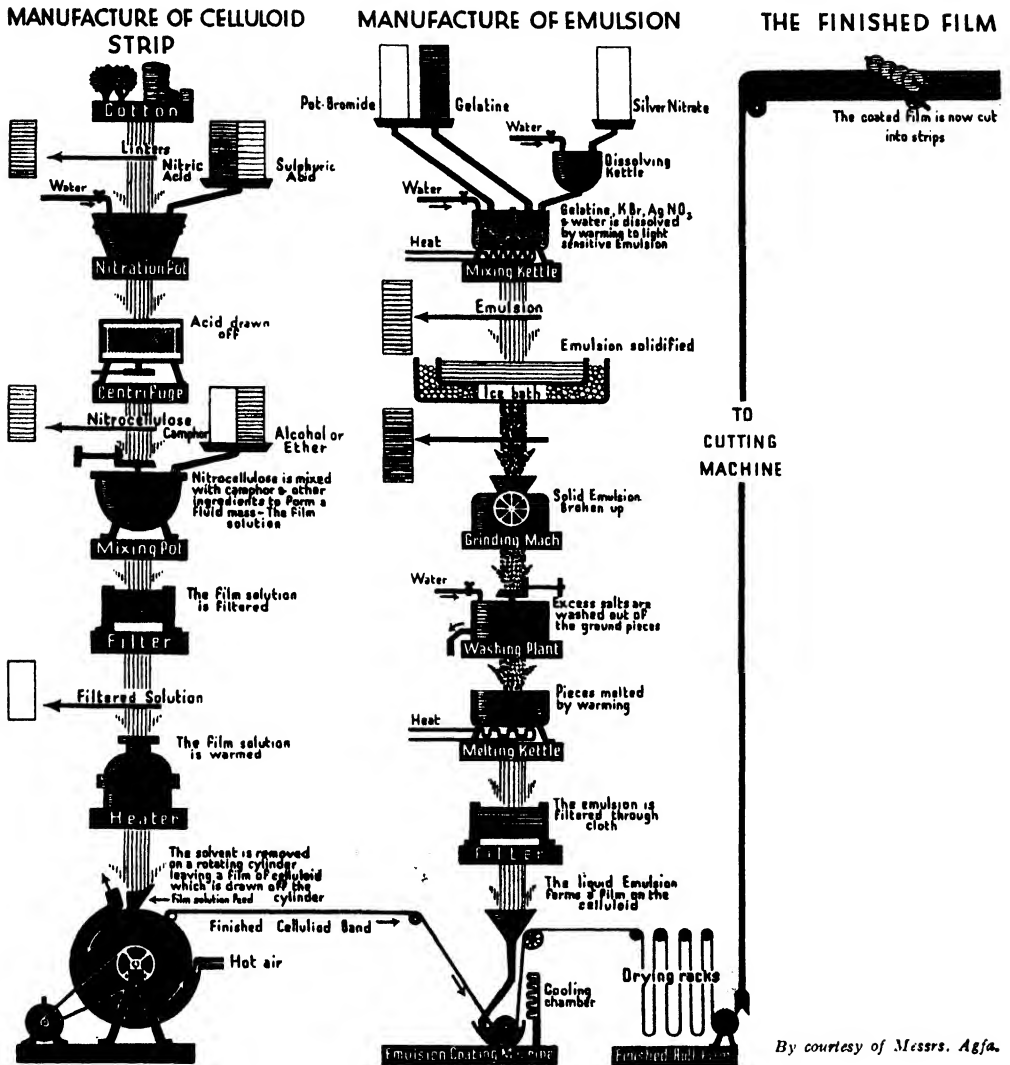 MANUFACTURE OF CELLULOID
STRIP
Cotton
Linters
Nitric
Acid
Sulphyric
Acid
Water
Nitration Pot
Acid drawn
off
Centrifuge
Nitrocellulose
Camphor
Alcohol or
Ether
Nitrocellulose is mixed
with camphor & other
ingredients to form a
fluid mass - The film
solution
Mixing Pot
The film solution
is filtered
Filter
Filtered Solution
The film solution
is warmed
Heater
The solvent is removed
on a rotating cylinder
leaving a film of celluloid
which is drawn off the
cylinder
Film solution feed
Finished Celluloid Band
Hot air
MANUFACTURE OF EMULSION
Pot-Bromide
Gelatine
Silver Nitrate
Water
Dissolving
Kettle
Water
Gelatine, KBr, Ag NO3
& water is dissolved
by warming to light
sensitive Emulsion
Heat
Mixing Kettle
Emulsion
Emulsion solidified
Ice bath
Solid Emulsion
Broken up
Grinding Mach
Water
Excess salts are
washed out of
the ground pieces
Washing Plant
Pieces melted
by warming
Heat
Melting Kettle
The emulsion is
filtered through
cloth
Filter
The liquid Emulsion
forms a film on the
celluloid
Cooling
chamber
Drying racks
Emulsion Coating Machine
Finished Roll
THE FINISHED FILM
The coated film is now cut
into strips
TO
CUTTING
MACHINE
By courtesy of Messrs. Agfa.